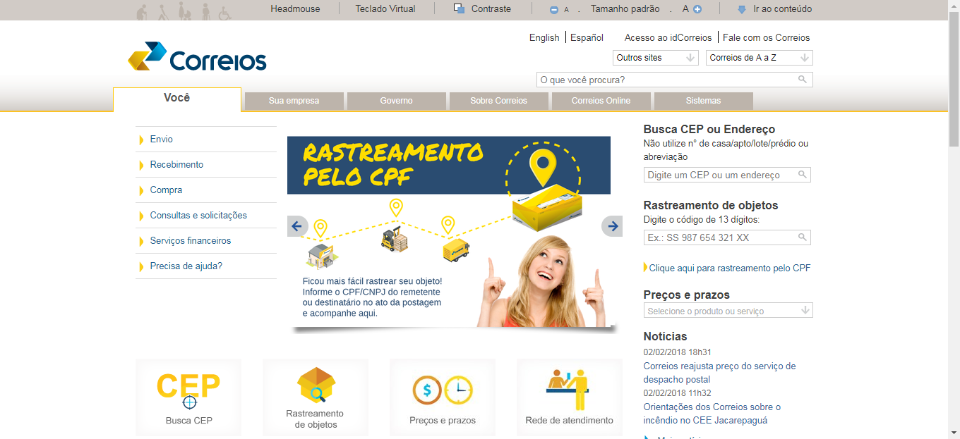 Headmouse
Teclado Virtual
Contraste
A . Tamanho padrão . A
Ir ao conteúdo
English | Español
Acesso ao idCorreios | Fale com os Correios
Correios
Outros sites
Correios de A a Z
O que você procura?
Você
Sua empresa
Governo
Sobre Correios
Correios Online
Sistemas
Envio
Recebimento
Compra
Consultas e solicitações
Serviços financeiros
Precisa de ajuda?
RASTREAMENTO
PELO CPF
Ficou mais fácil rastrear seu objeto!
Informe o CPF/CNPJ do remetente
ou destinatário no ato da postagem
e acompanhe aqui.
CEP
Busca CEP
Rastreamento
de objetos
$
Preços e prazos
Rede de atendimento
Busca CEP ou Endereço
Não utilize n° de casa/apto/lote/prédio ou
abreviação
Digite um CEP ou um endereço
Rastreamento de objetos
Digite o código de 13 dígitos:
Ex.: SS 987 654 321 XX
Clique aqui para rastreamento pelo CPF
Preços e prazos
Selecione o produto ou serviço
Notícias
02/02/2018 18h31
Correios reajusta preço do serviço de
despacho postal
02/02/2018 11h32
Orientações dos Correios sobre o
incêndio no CEE Jacarepaguá